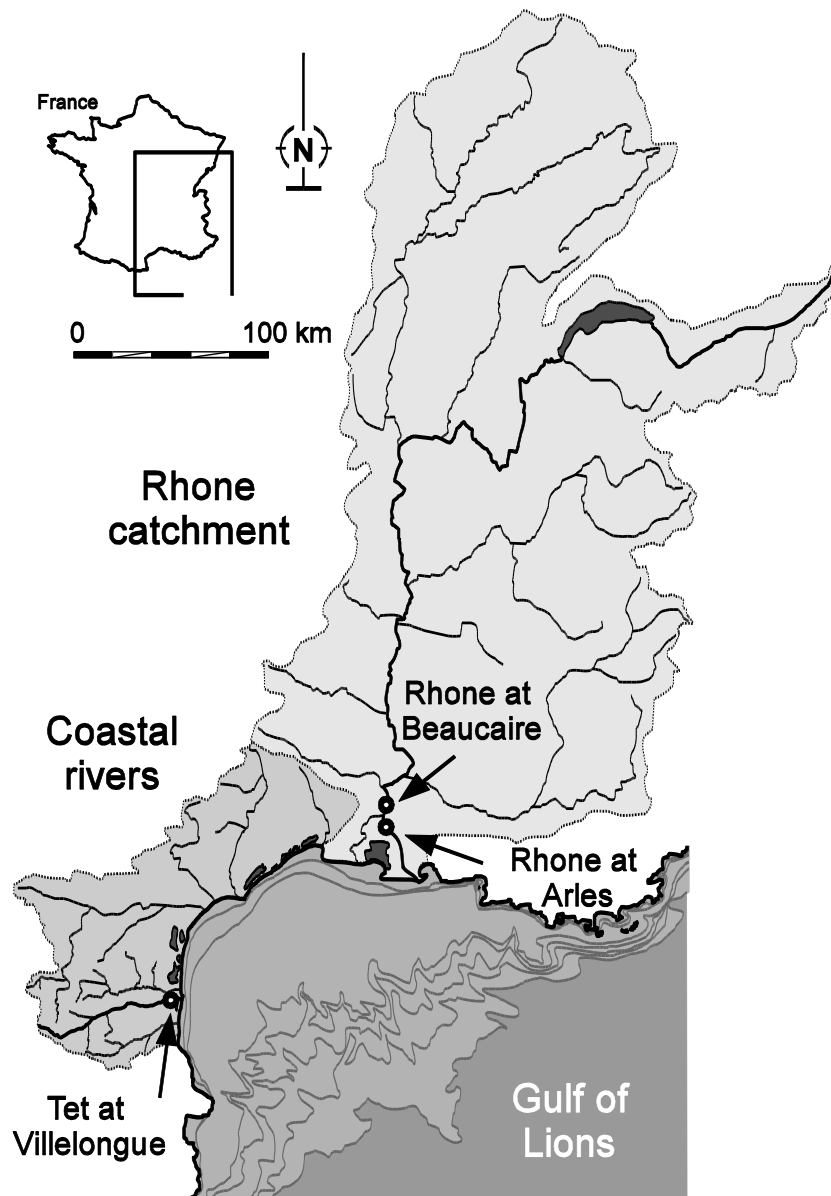 France
N
0 100 km
Rhone
catchment
Rhone at
Beaucaire
Coastal
rivers
Rhone at
Arles
Gulf of
Lions
Tet at
Villelongue